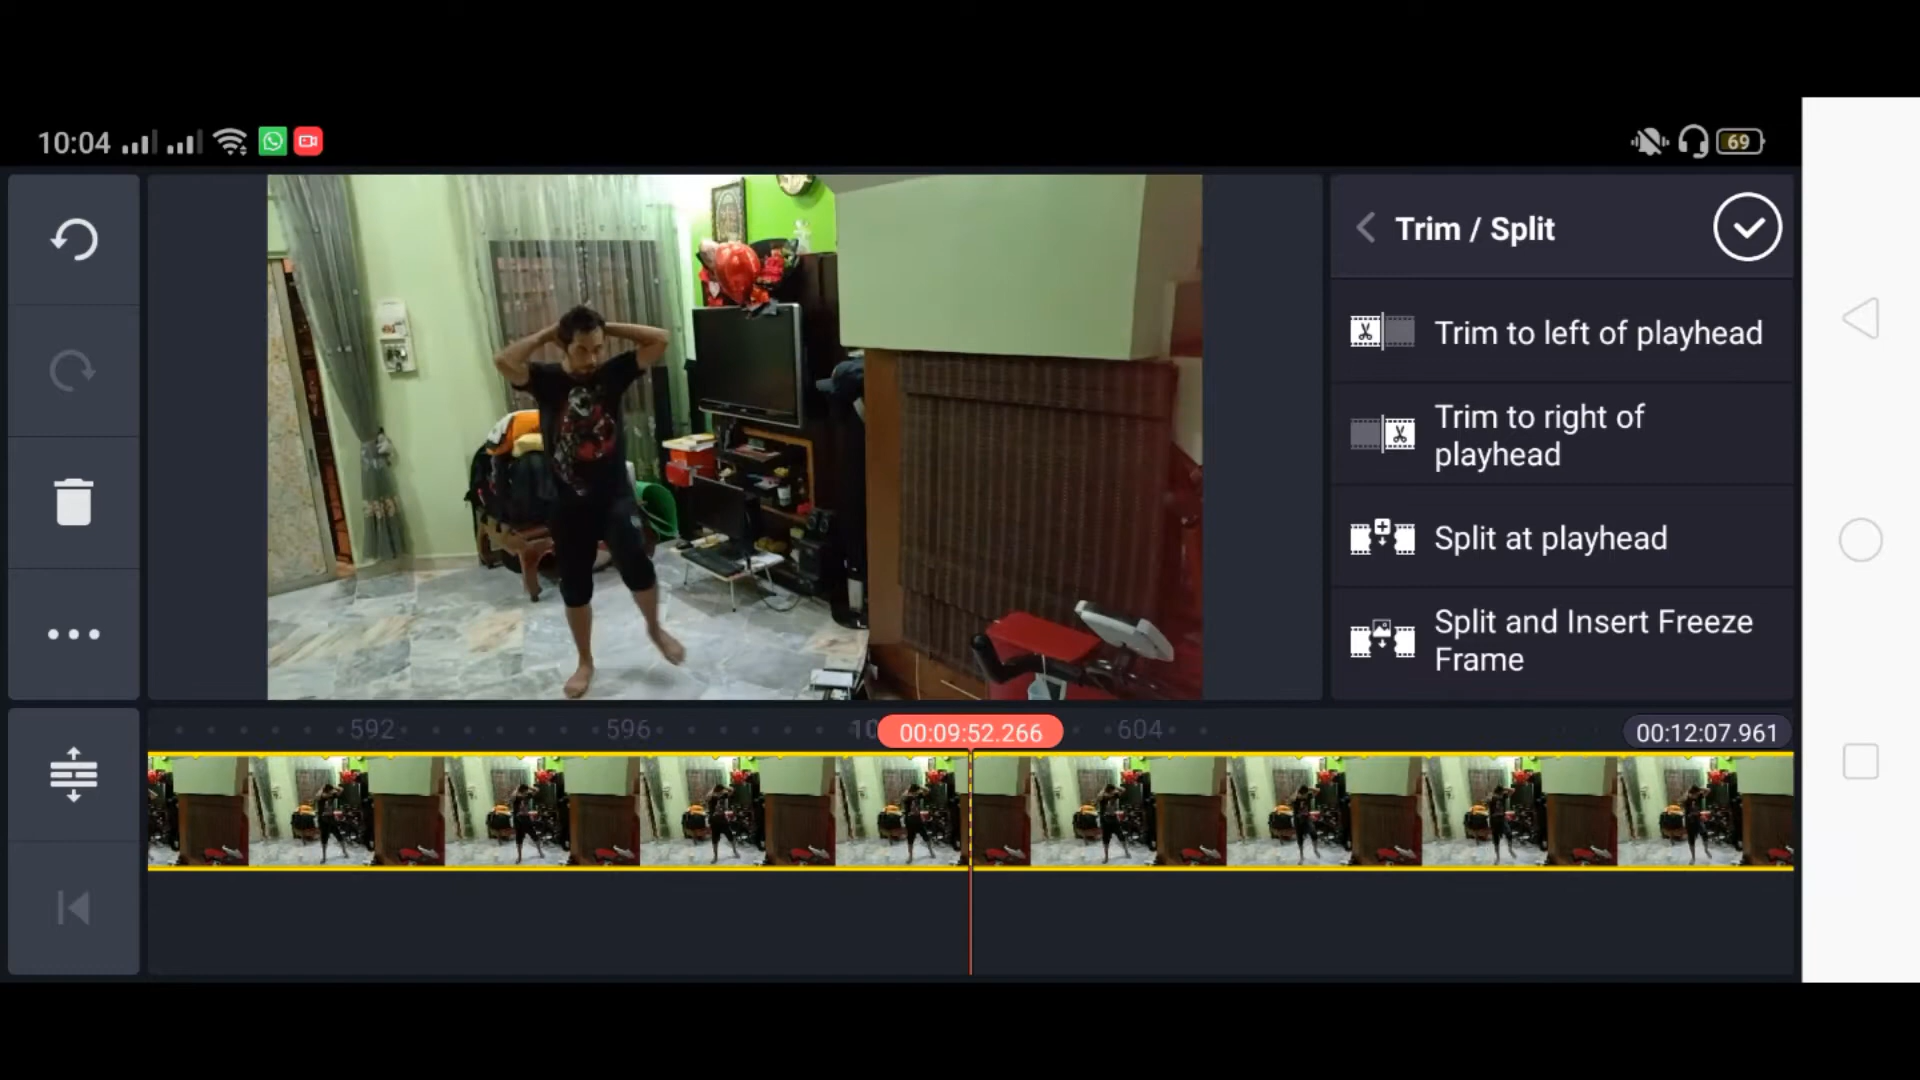 10:04
69
Trim / Split
Trim to left of playhead
Trim to right of
playhead
Split at playhead
Split and Insert Freeze
Frame
592
596
10
00:09:52.266
604
00:12:07.961